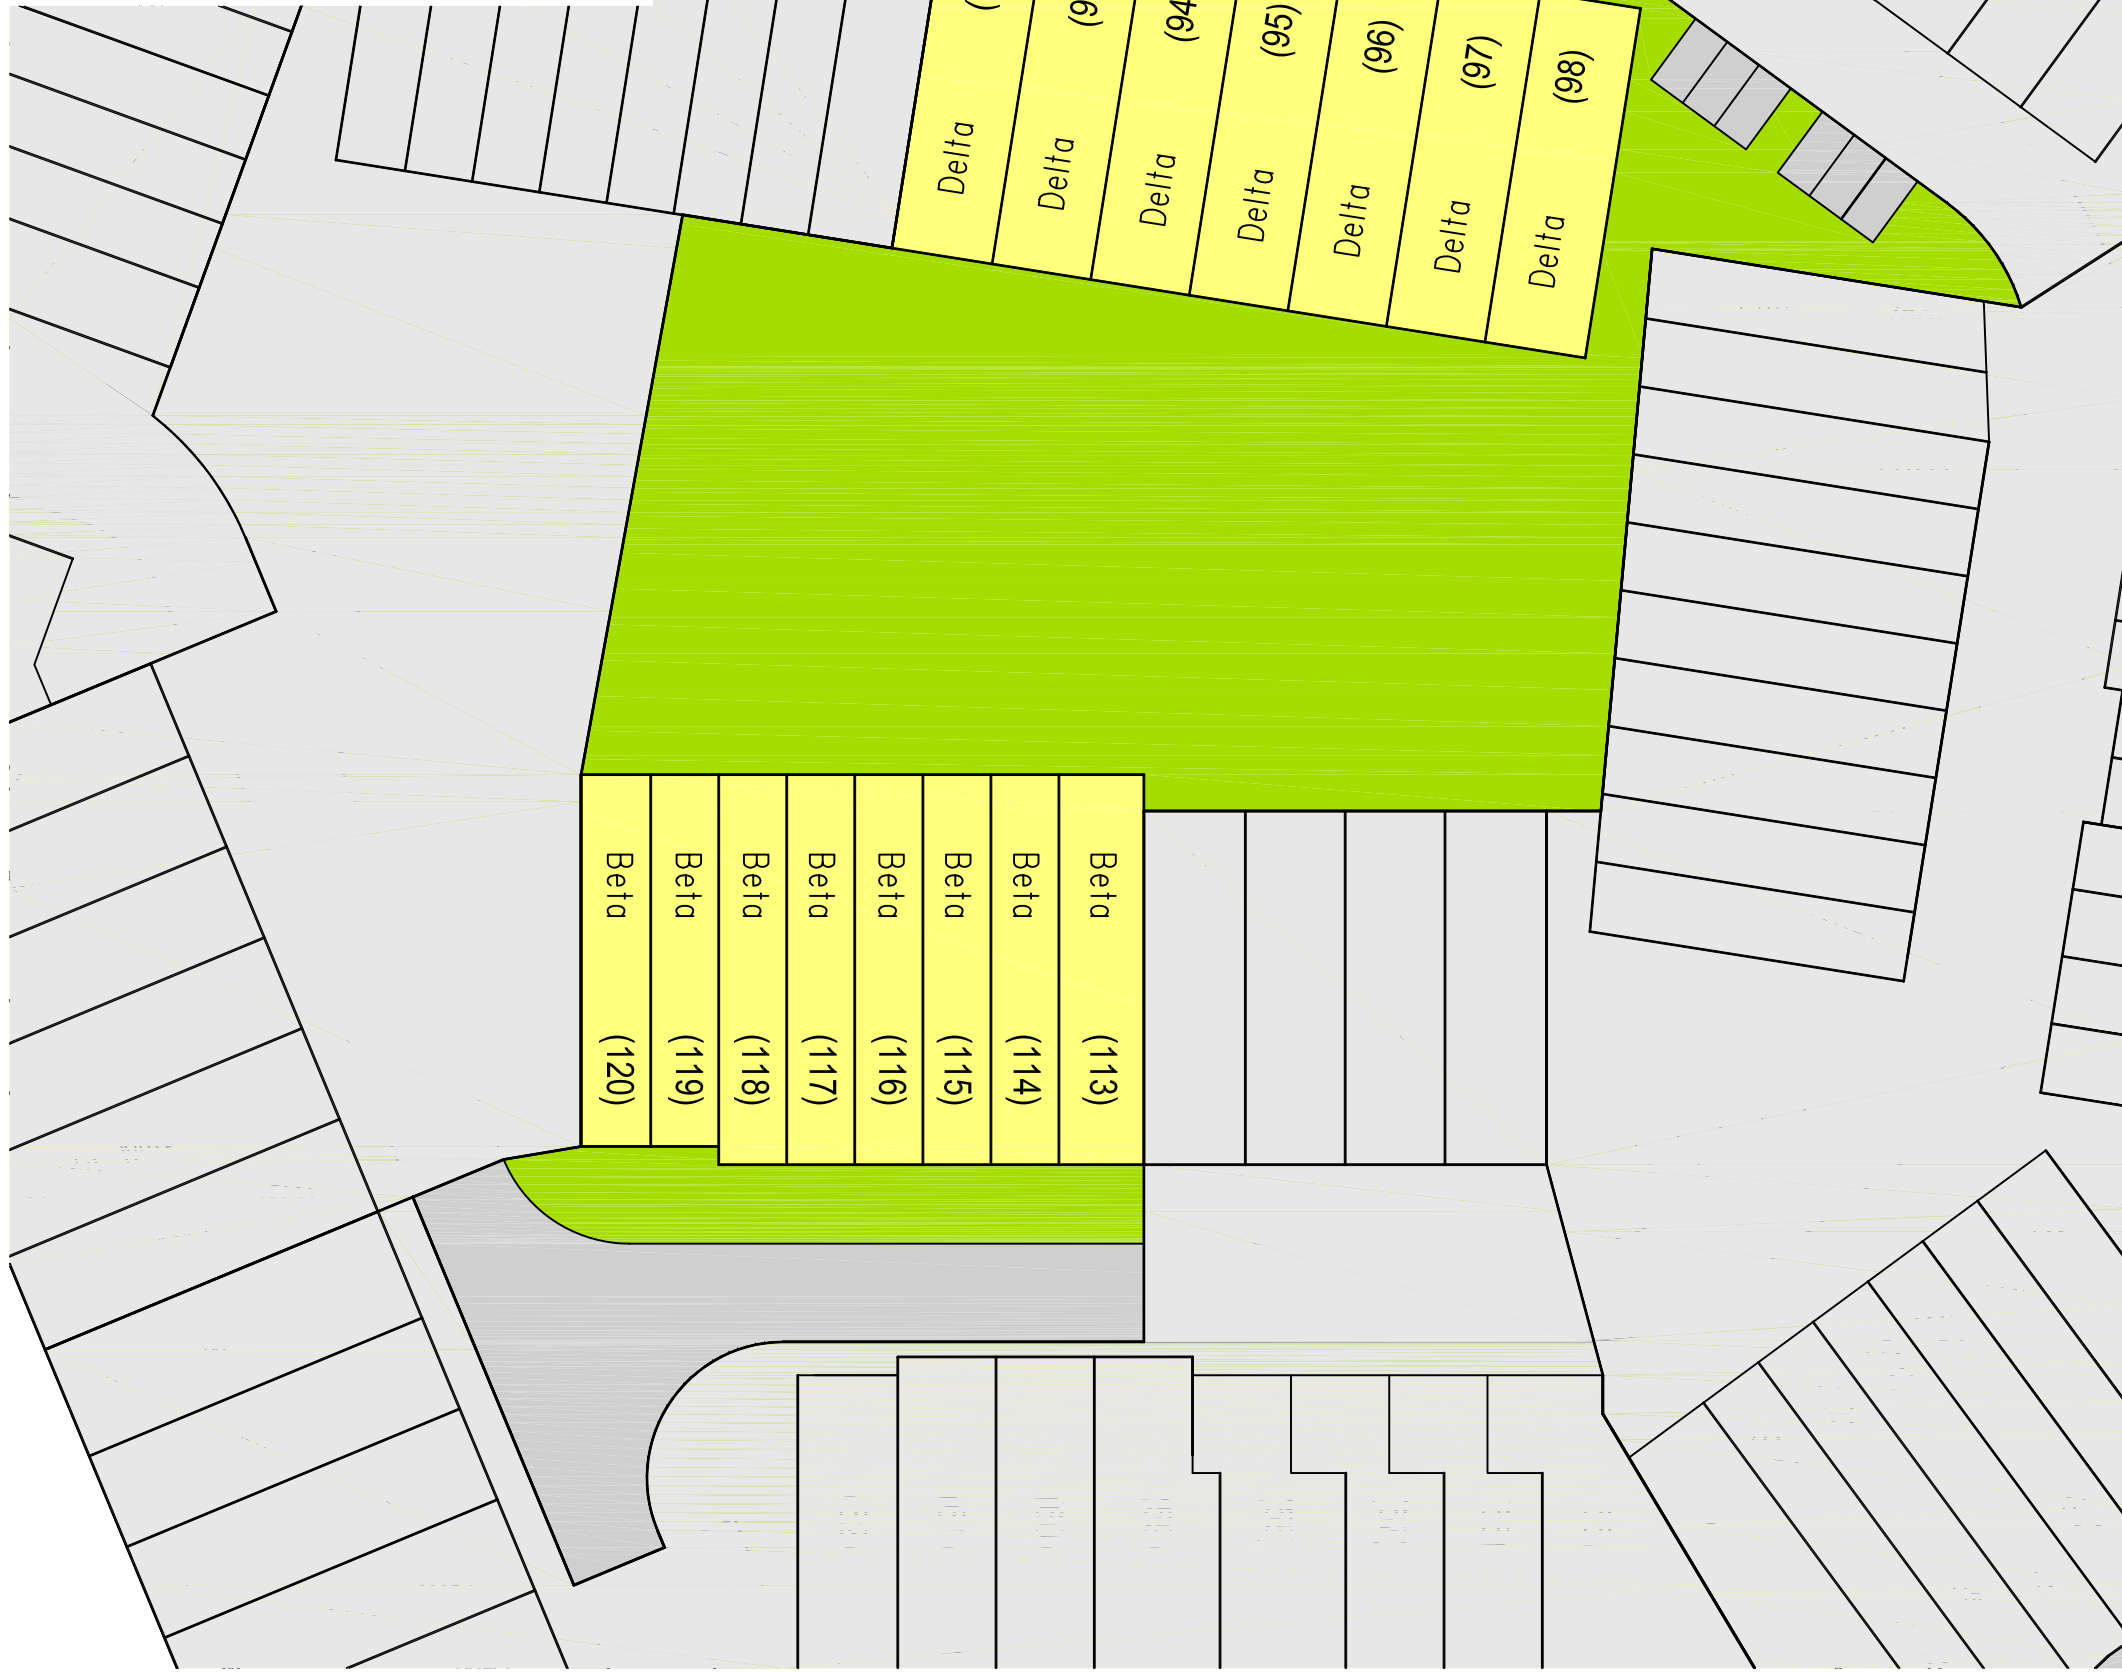 (94
(95)
(96)
(97)
(98)
Delta
Delta
Delta
Delta
Delta
Delta
Delta
Beta
Beta
Beta
Beta
Beta
Beta
Beta
Beta
(120)
(119)
(118)
(117)
(116)
(115)
(114)
(113)